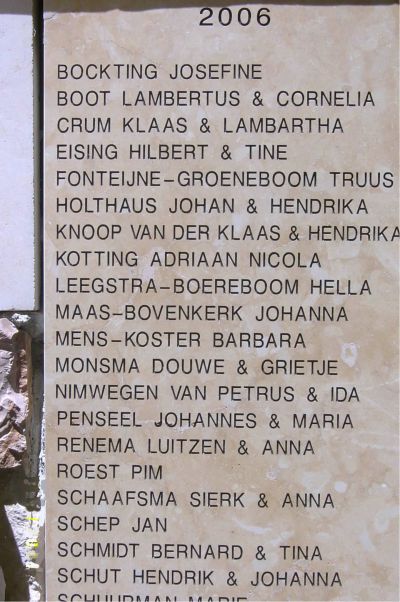 2006
BOCKTING JOSEFINE
BOOT LAMBERTUS & CORNELIA
CRUM KLAAS & LAMBARTHA
EISING HILBERT & TINE
FONTEIJNE-GROENEBOOM TRUUS
HOLTHAUS JOHAN & HENDRIKA
KNOOP VAN DER KLAAS & HENDRIKA
KOTTING ADRIAAN NICOLA
LEEGSTRA-BOEREBOOM HELLA
MAAS-BOVENKERK JOHANNA
MENS-KOSTER BARBARA
MONSMA DOUWE & GRIETJE
NIMWEGEN VAN PETRUS & IDA
PENSEEL JOHANNES & MARIA
RENEMA LUITZEN & ANNA
ROEST PIM
SCHAAFSMA SIERK & ANNA
SCHEP JAN
SCHMIDT BERNARD & TINA
SCHUT HENDRIK & JOHANNA
SCHUURMAN MARIE